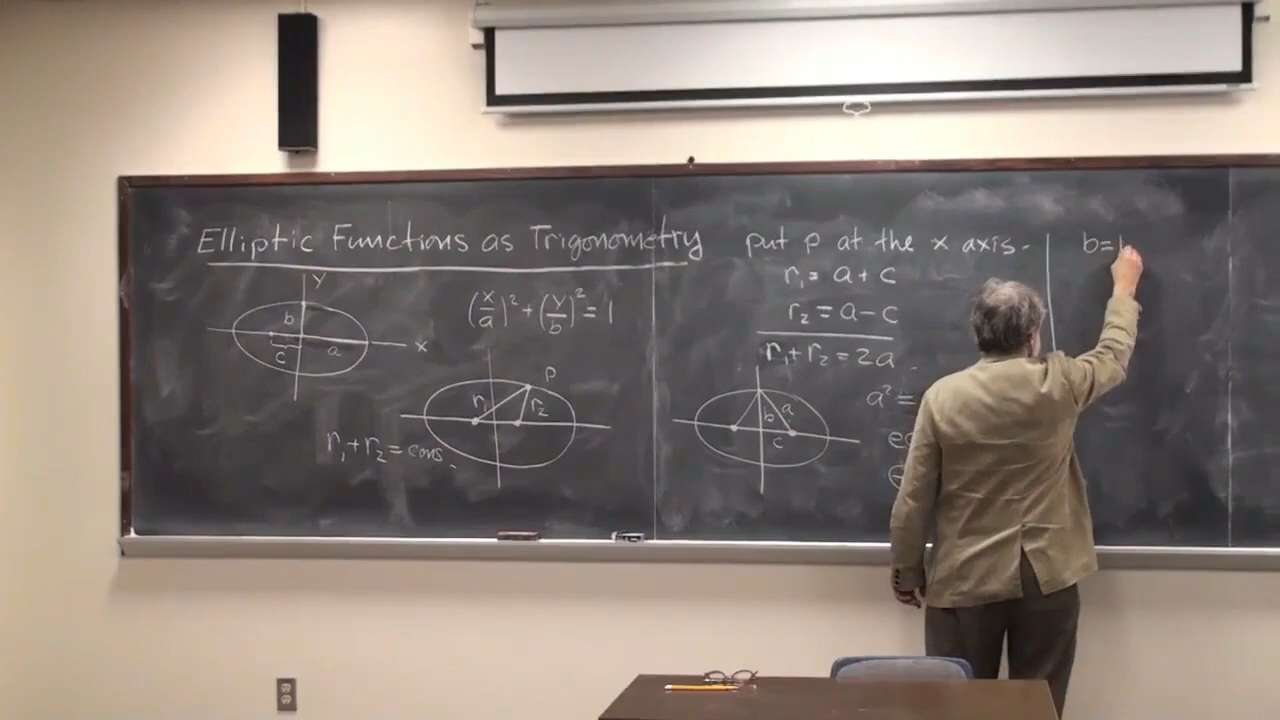 Elliptic Functions as Trigonometry
y
b
c
a
x
(x/a)² + (y/b)² = 1
P
r₁
r₂
r₁+r₂ = cons.
put P at the x axis.
r₁ = a + c
r₂ = a - c
r₁+r₂ = 2a.
b
a
c
a² =
b=1